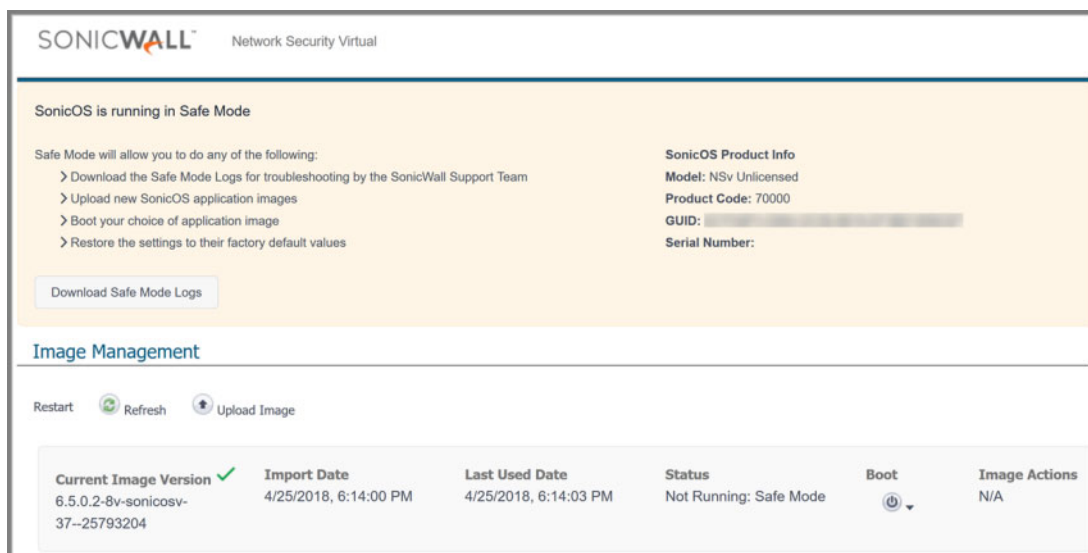 SONICWALL Network Security Virtual
SonicOS is running in Safe Mode
Safe Mode will allow you to do any of the following:
Download the Safe Mode Logs for troubleshooting by the SonicWall Support Team
Upload new SonicOS application images
Boot your choice of application image
Restore the settings to their factory default values
Download Safe Mode Logs
SonicOS Product Info
Model: NSv Unlicensed
Product Code: 70000
GUID:
Serial Number:
Image Management
Restart Refresh Upload Image
Current Image Version Import Date Last Used Date Status Boot Image Actions
6.5.0.2-8v-sonicosv- 4/25/2018, 6:14:00 PM 4/25/2018, 6:14:03 PM Not Running: Safe Mode N/A
37--25793204